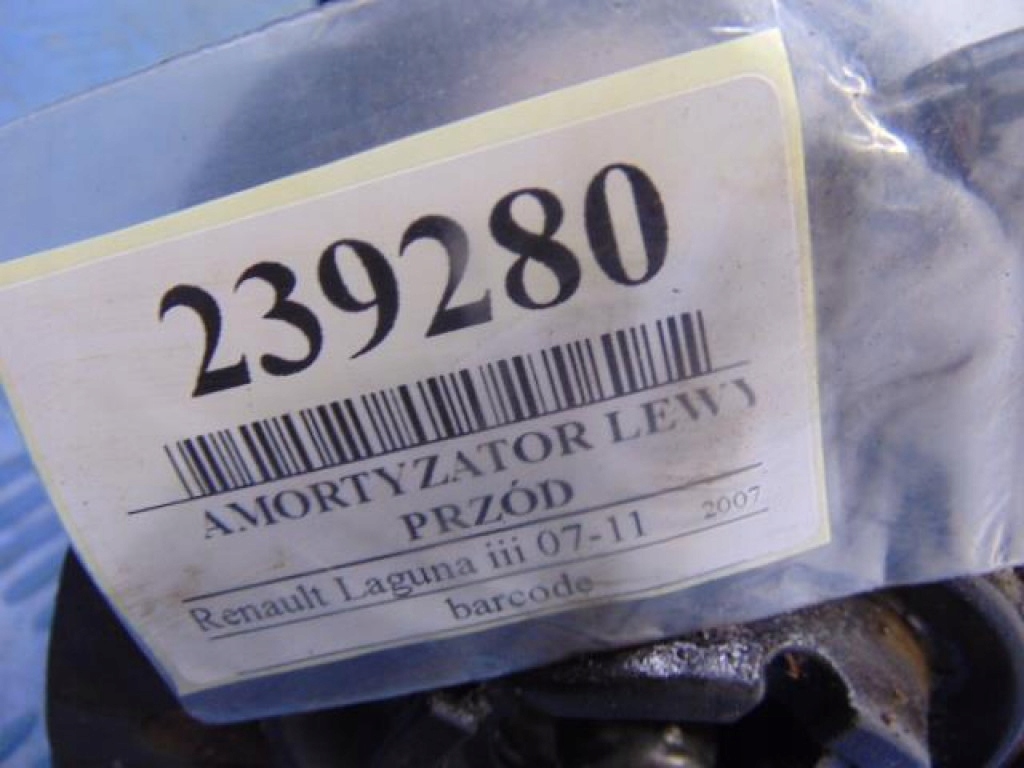 239280
AMORTYZATOR LEWY
PRZÓD
Renault Laguna iii 07-11 2007
barcode